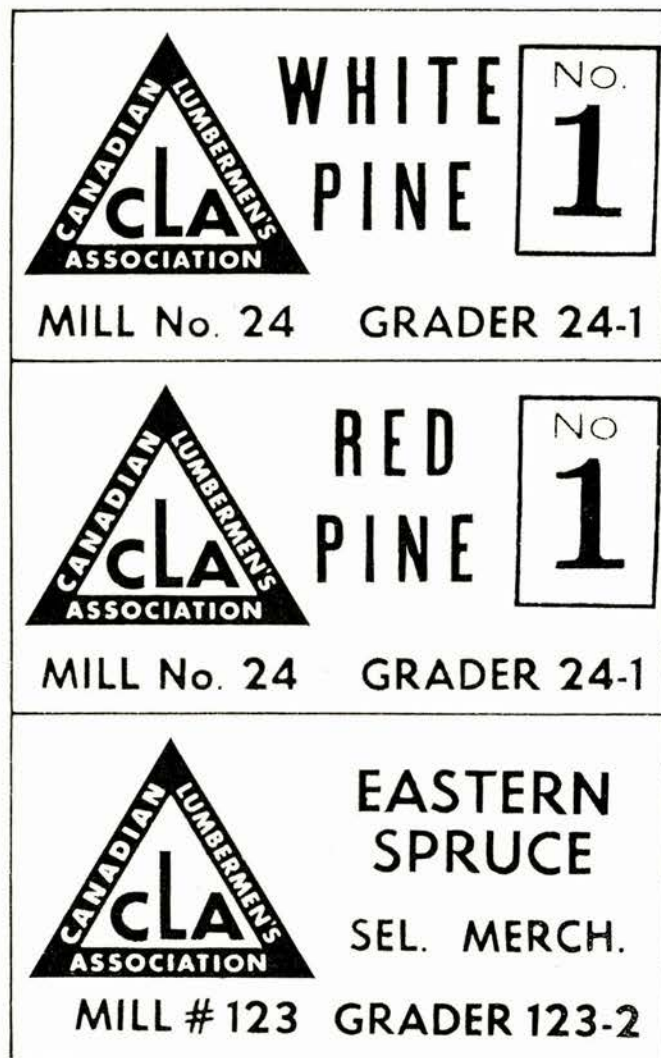 CANADIAN LUMBERMEN'S
CLA
ASSOCIATION
WHITE
PINE
No.
1
MILL No. 24 GRADER 24-1
CANADIAN LUMBERMEN'S
CLA
ASSOCIATION
RED
PINE
No
1
MILL No. 24 GRADER 24-1
CANADIAN LUMBERMEN'S
CLA
ASSOCIATION
EASTERN
SPRUCE
SEL. MERCH.
MILL # 123 GRADER 123-2